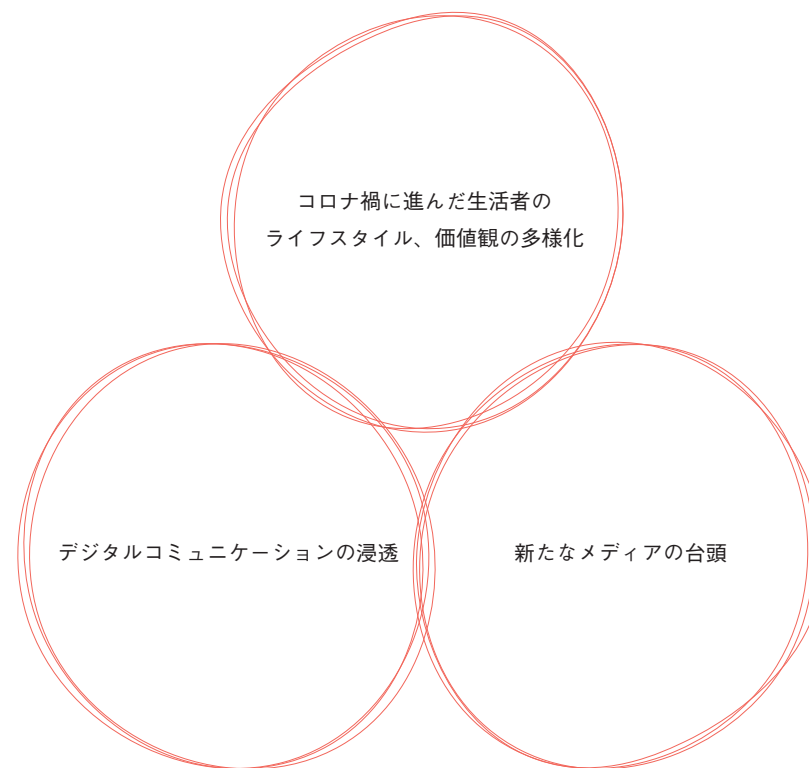 コロナ禍に進んだ生活者の
ライフスタイル、価値観の多様化
デジタルコミュニケーションの浸透
新たなメディアの台頭